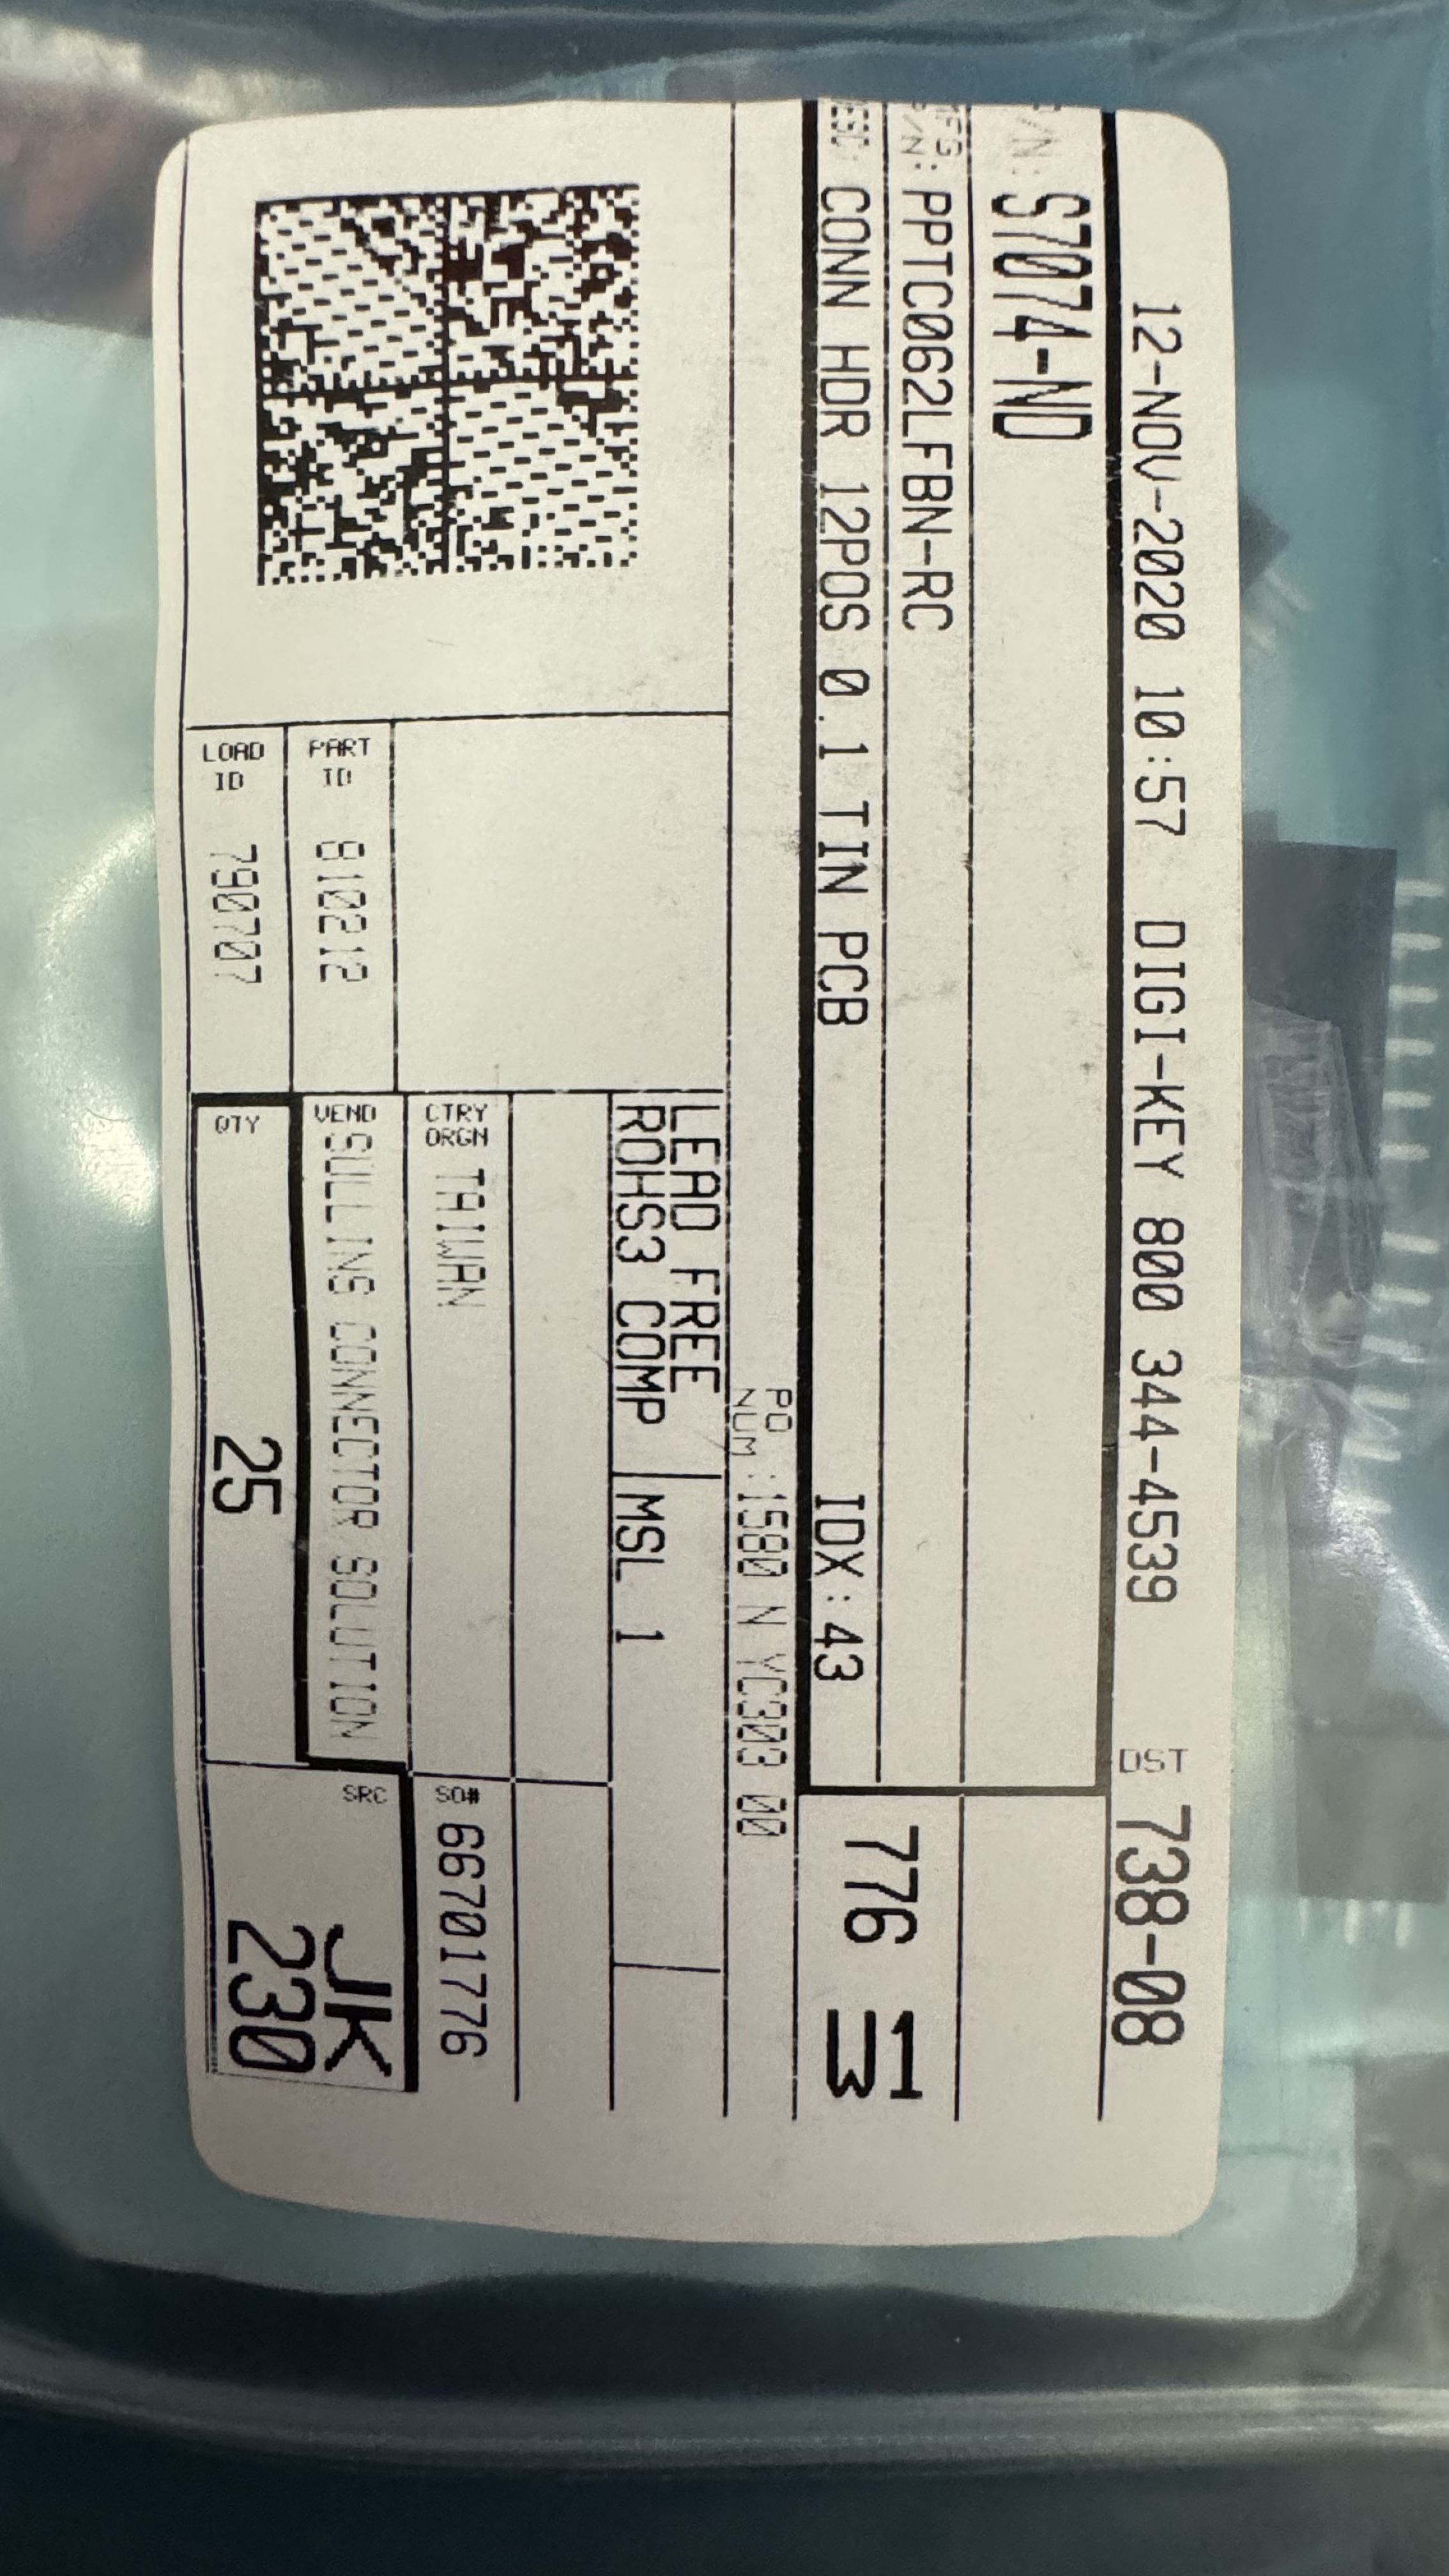 12-NOV-2020 10:57 DIGI-KEY 800 344-4539 DST 738-08
P/N: S7074-ND
MFG
P/N: PPTC062LFBN-RC
DESC: CONN HDR 12POS 0.1 TIN PCB IDX:43
776 1
W
PO
NUM :1580 N YC303 00
LEAD FREE
ROHS3 COMP MSL 1
CTRY
ORGN TAIWAN
SO# 66701776
PART
ID 810212
VEND SULLINS CONNECTOR SOLUTION
LOAD
ID 790707
QTY 25
SRC JK
230